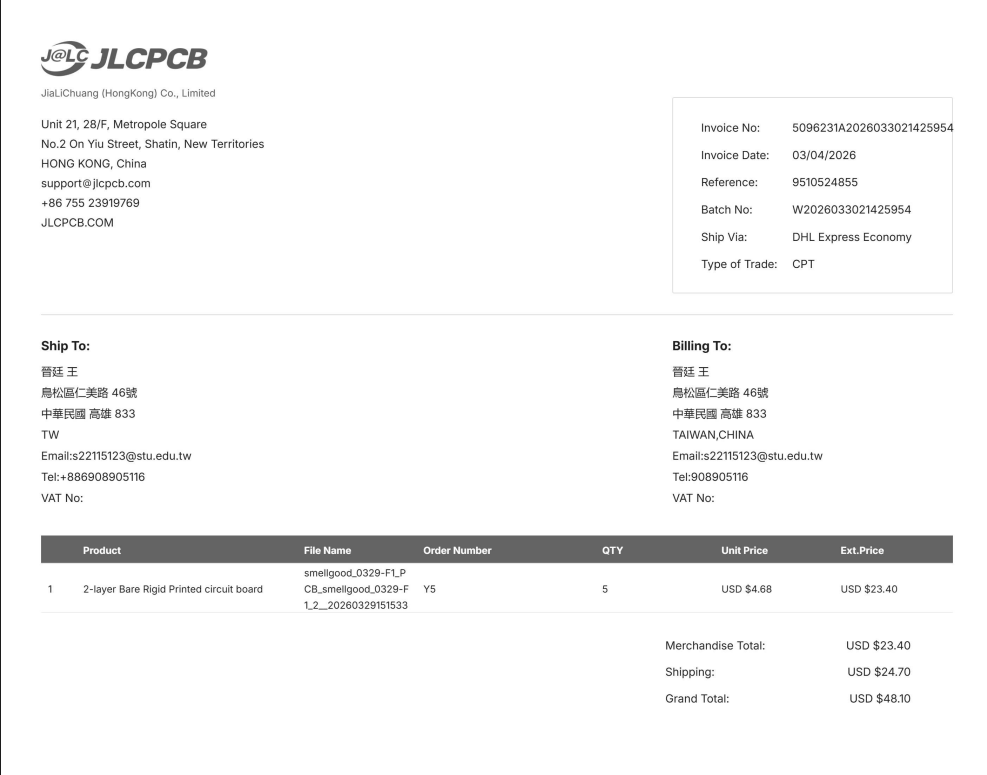 J@LC JLCPCB
JiaLiChuang (HongKong) Co., Limited
Unit 21, 28/F, Metropole Square
No.2 On Yiu Street, Shatin, New Territories
HONG KONG, China
support@jlcpcb.com
+86 755 23919769
JLCPCB.COM
Invoice No: 5096231A2026033021425954
Invoice Date: 03/04/2026
Reference: 9510524855
Batch No: W2026033021425954
Ship Via: DHL Express Economy
Type of Trade: CPT
Ship To:
晉廷 王
鳥松區仁美路 46號
中華民國 高雄 833
TW
Email:s22115123@stu.edu.tw
Tel:+886908905116
VAT No:
Billing To:
晉廷 王
鳥松區仁美路 46號
中華民國 高雄 833
TAIWAN,CHINA
Email:s22115123@stu.edu.tw
Tel:908905116
VAT No:
Product File Name Order Number QTY Unit Price Ext.Price
smellgood_0329-F1_P
1 2-layer Bare Rigid Printed circuit board CB_smellgood_0329-F Y5 5 USD $4.68 USD $23.40
1_2__20260329151533
Merchandise Total: USD $23.40
Shipping: USD $24.70
Grand Total: USD $48.10